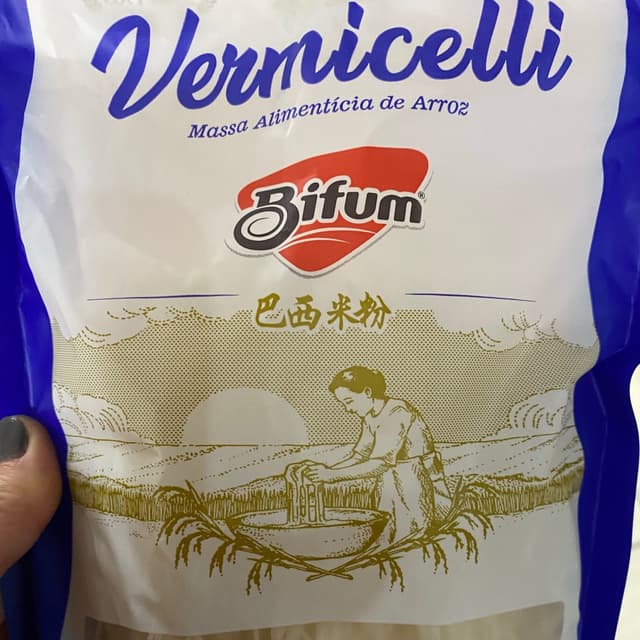 Vermicelli
Massa Alimentícia de Arroz
Bifum®
巴西米粉